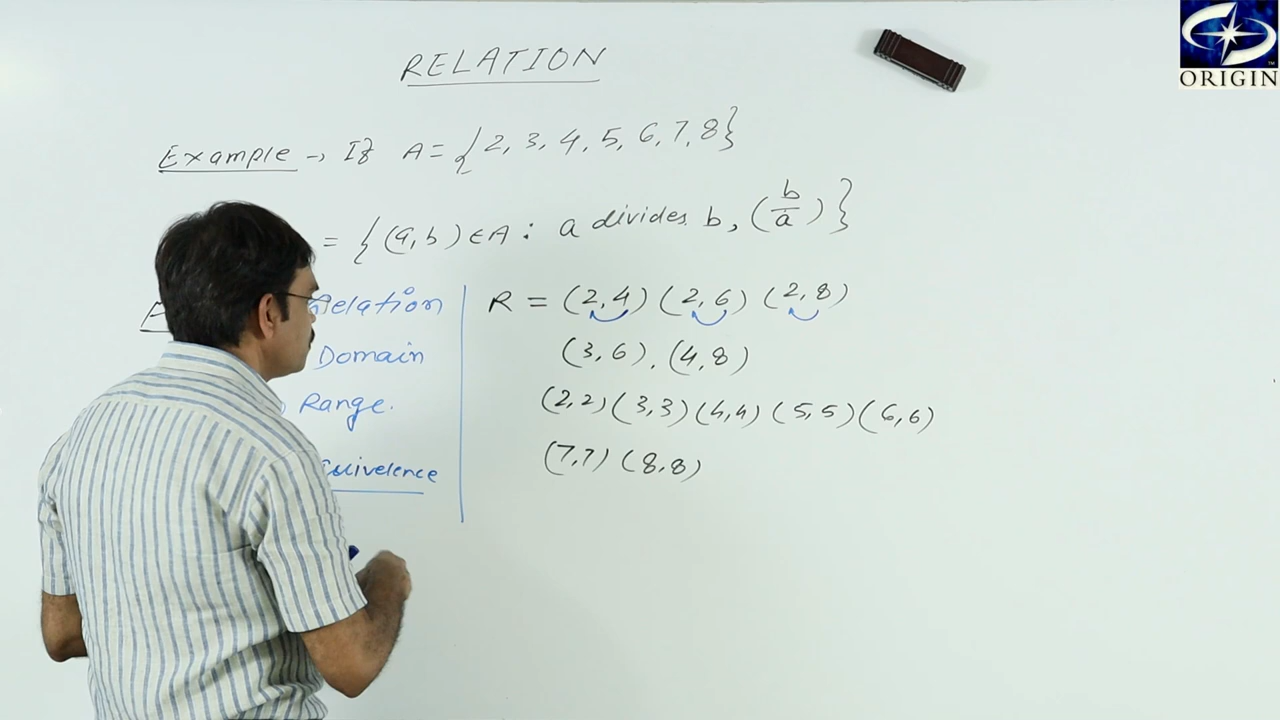 RELATION
ORIGIN
Example → If A = {2, 3, 4, 5, 6, 7, 8}
= {(a, b) ∈ A : a divides b, (b/a)}
Relation
Domain
Range.
R = (2, 4) (2, 6) (2, 8)
(3, 6), (4, 8)
(2, 2) (3, 3) (4, 4) (5, 5) (6, 6)
(7, 7) (8, 8)